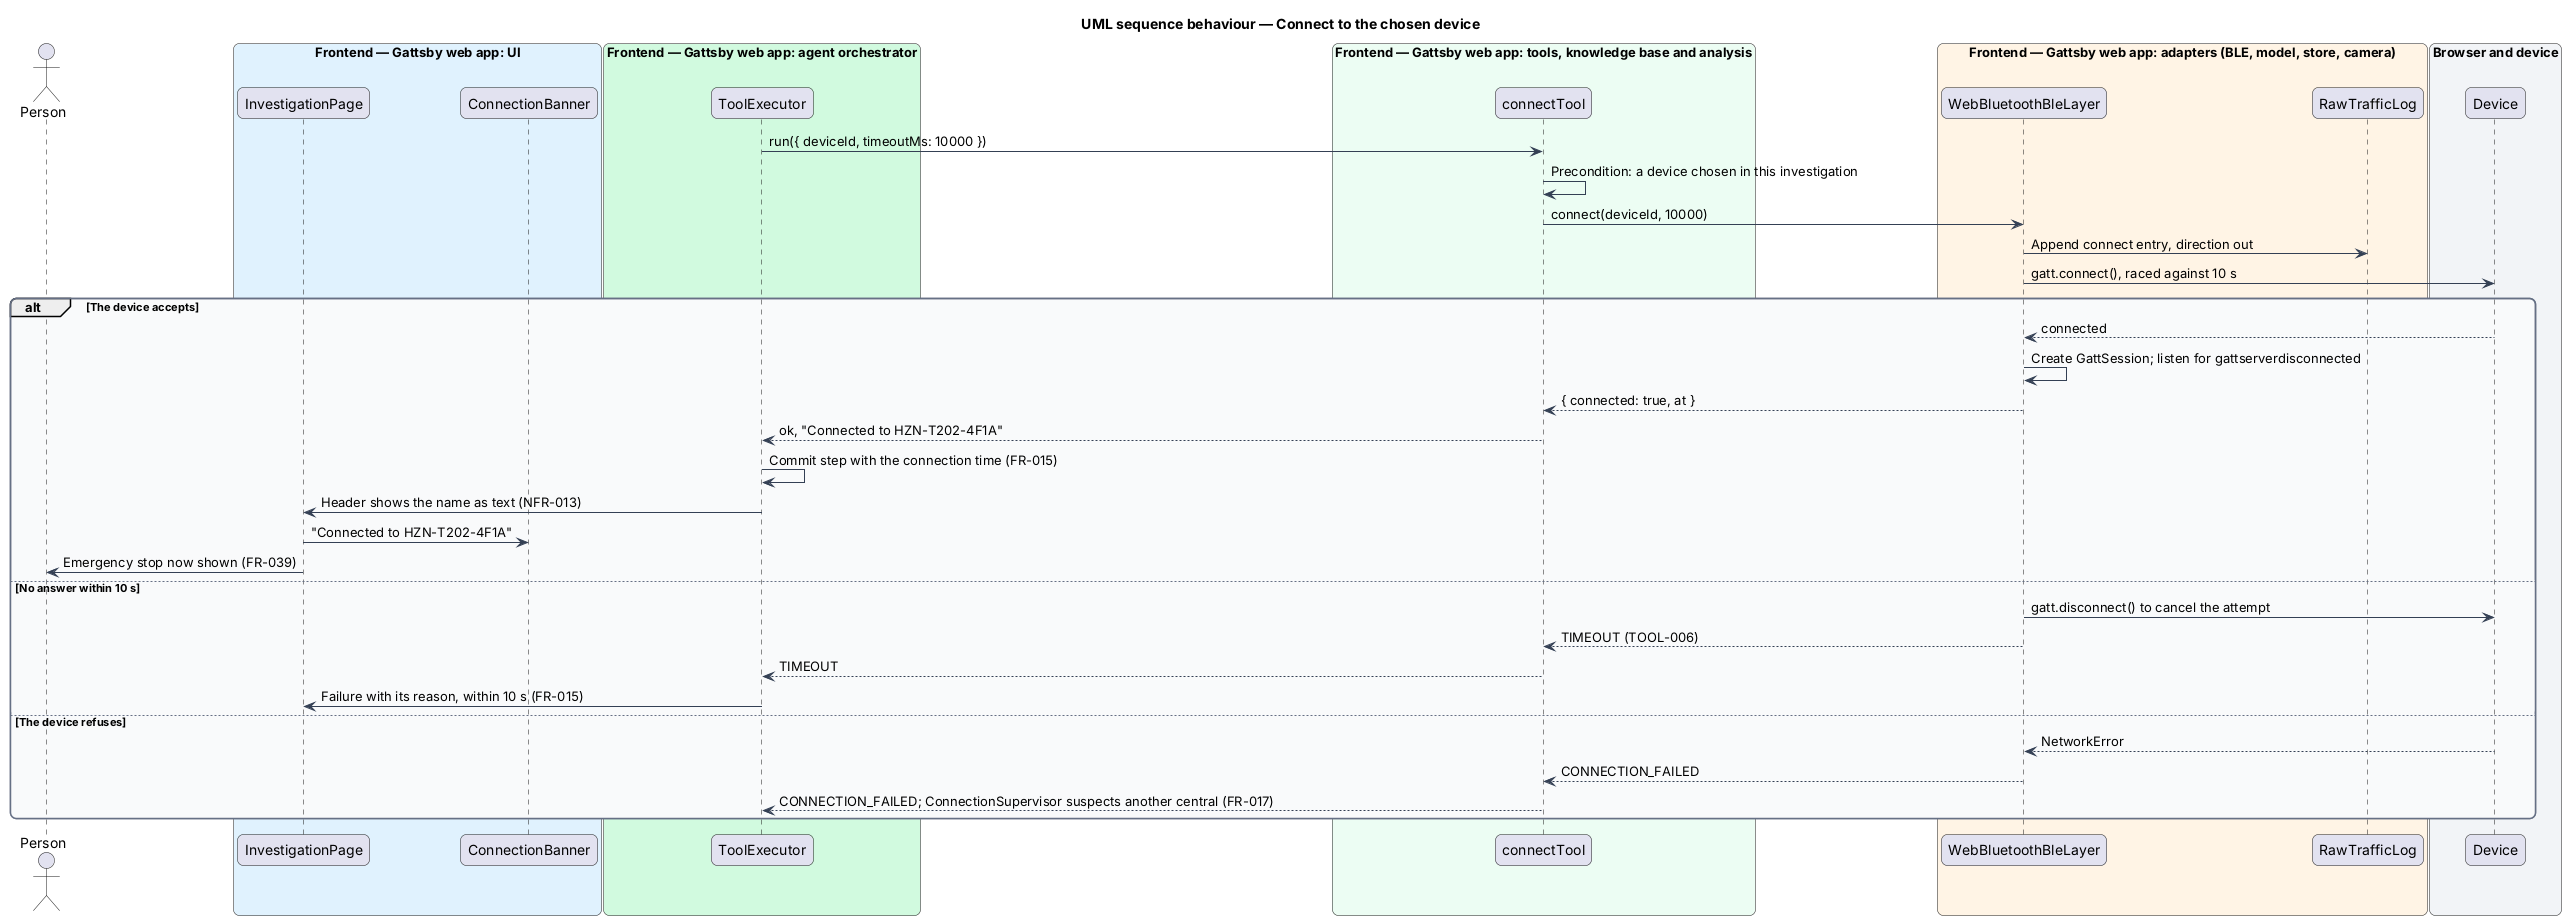 UML sequence behaviour — Connect to the chosen device
Frontend — Gattsby web app: UI
Frontend — Gattsby web app: agent orchestrator
Frontend — Gattsby web app: tools, knowledge base and analysis
Frontend — Gattsby web app: adapters (BLE, model, store, camera)
Browser and device
Person
InvestigationPage
ConnectionBanner
ToolExecutor
connectTool
WebBluetoothBleLayer
RawTrafficLog
Device
run({ deviceId, timeoutMs: 10000 })
Precondition: a device chosen in this investigation
connect(deviceId, 10000)
Append connect entry, direction out
gatt.connect(), raced against 10 s
alt
[The device accepts]
connected
Create GattSession; listen for gattserverdisconnected
{ connected: true, at }
ok, "Connected to HZN-T202-4F1A"
Commit step with the connection time (FR-015)
Header shows the name as text (NFR-013)
"Connected to HZN-T202-4F1A"
Emergency stop now shown (FR-039)
[No answer within 10 s]
gatt.disconnect() to cancel the attempt
TIMEOUT (TOOL-006)
TIMEOUT
Failure with its reason, within 10 s (FR-015)
[The device refuses]
NetworkError
CONNECTION_FAILED
CONNECTION_FAILED; ConnectionSupervisor suspects another central (FR-017)
Person
InvestigationPage
ConnectionBanner
ToolExecutor
connectTool
WebBluetoothBleLayer
RawTrafficLog
Device